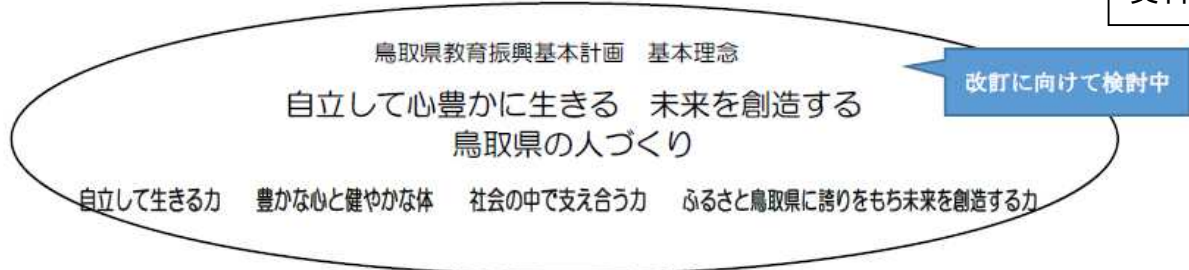 鳥取県教育振興基本計画　基本理念
改訂に向けて検討中
自立して心豊かに生きる　未来を創造する
鳥取県の人づくり
自立して生きる力　豊かな心と健やかな体　社会の中で支え合う力　ふるさと鳥取県に誇りをもち未来を創造する力